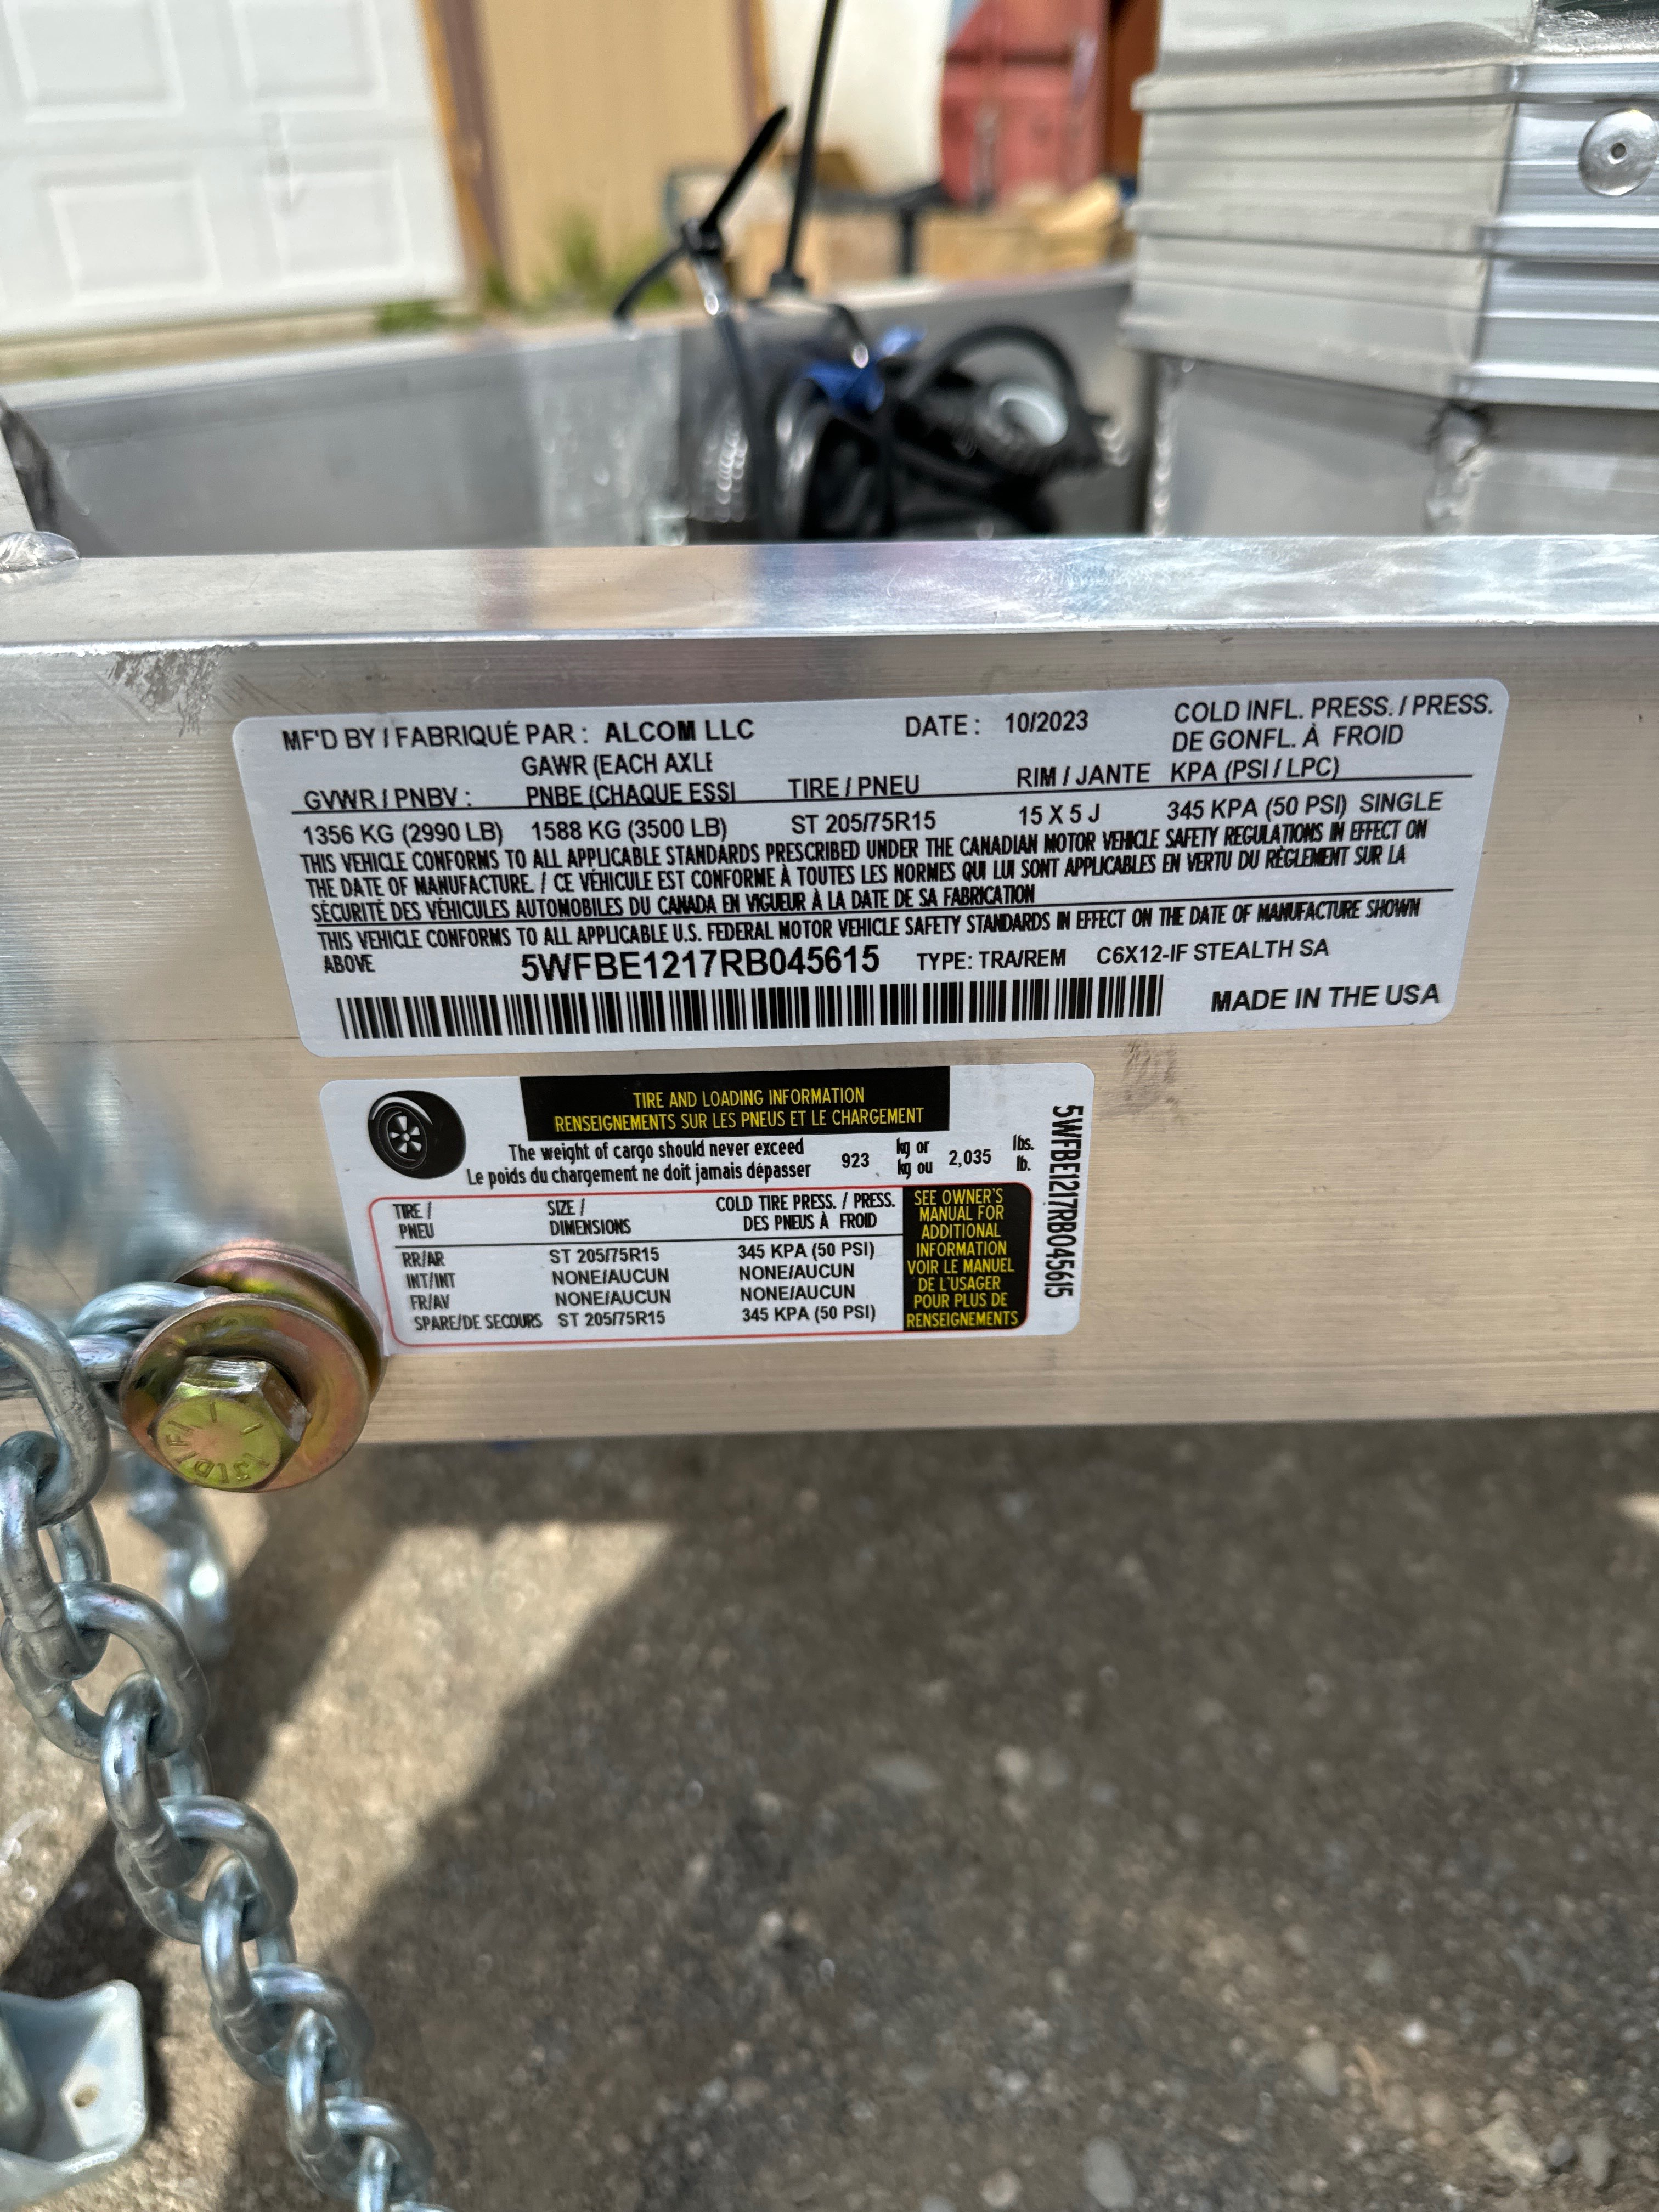 MF'D BY / FABRIQUÉ PAR : ALCOM LLC DATE : 10/2023 COLD INFL. PRESS. / PRESS. DE GONFL. À FROID
GAWR (EACH AXLE
GVWR / PNBV : PNBE (CHAQUE ESSI TIRE / PNEU RIM / JANTE KPA (PSI / LPC)
1356 KG (2990 LB) 1588 KG (3500 LB) ST 205/75R15 15 X 5 J 345 KPA (50 PSI) SINGLE
THIS VEHICLE CONFORMS TO ALL APPLICABLE STANDARDS PRESCRIBED UNDER THE CANADIAN MOTOR VEHICLE SAFETY REGULATIONS IN EFFECT ON
THE DATE OF MANUFACTURE. / CE VÉHICULE EST CONFORME À TOUTES LES NORMES QUI LUI SONT APPLICABLES EN VERTU DU RÈGLEMENT SUR LA
SÉCURITÉ DES VÉHICULES AUTOMOBILES DU CANADA EN VIGUEUR À LA DATE DE SA FABRICATION
THIS VEHICLE CONFORMS TO ALL APPLICABLE U.S. FEDERAL MOTOR VEHICLE SAFETY STANDARDS IN EFFECT ON THE DATE OF MANUFACTURE SHOWN
ABOVE 5WFBE1217RB045615 TYPE: TRA/REM C6X12-IF STEALTH SA
MADE IN THE USA
TIRE AND LOADING INFORMATION
RENSEIGNEMENTS SUR LES PNEUS ET LE CHARGEMENT
The weight of cargo should never exceed 923 kg or 2,035 lbs.
Le poids du chargement ne doit jamais dépasser kg ou lb.
TIRE / SIZE / COLD TIRE PRESS. / PRESS.
PNEU DIMENSIONS DES PNEUS À FROID
RR/AR ST 205/75R15 345 KPA (50 PSI)
INT/INT NONE/AUCUN NONE/AUCUN
FR/AV NONE/AUCUN NONE/AUCUN
SPARE/DE SECOURS ST 205/75R15 345 KPA (50 PSI)
SEE OWNER'S
MANUAL FOR
ADDITIONAL
INFORMATION
VOIR LE MANUEL
DE L'USAGER
POUR PLUS DE
RENSEIGNEMENTS
5WFBE1217RB045615